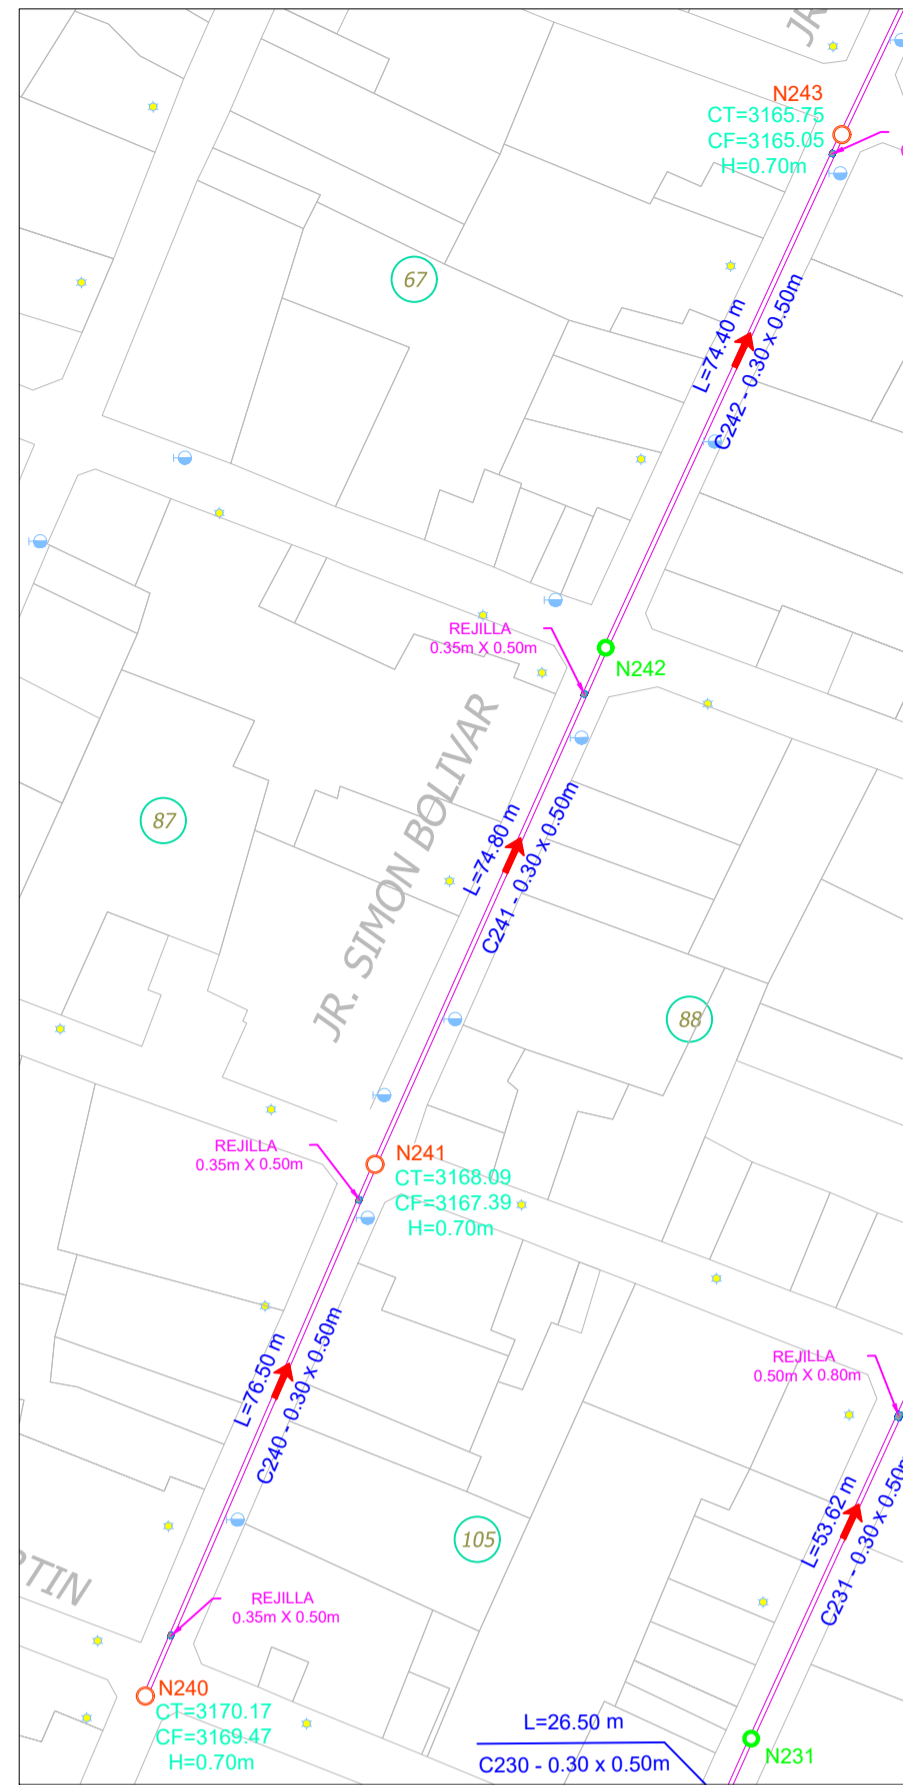 JR.
N243
CT=3165.75
CF=3165.05
H=0.70m
67
L=74.40 m
C242 - 0.30 x 0.50m
REJILLA
0.35m X 0.50m
N242
JR. SIMON BOLIVAR
87
L=74.80 m
C241 - 0.30 x 0.50m
88
REJILLA
0.35m X 0.50m
N241
CT=3168.09
CF=3167.39
H=0.70m
L=76.50 m
C240 - 0.30 x 0.50m
REJILLA
0.50m X 0.80m
105
L=53.62 m
C231 - 0.30 x 0.50m
RTIN
REJILLA
0.35m X 0.50m
N240
CT=3170.17
CF=3169.47
H=0.70m
L=26.50 m
C230 - 0.30 x 0.50m
N231